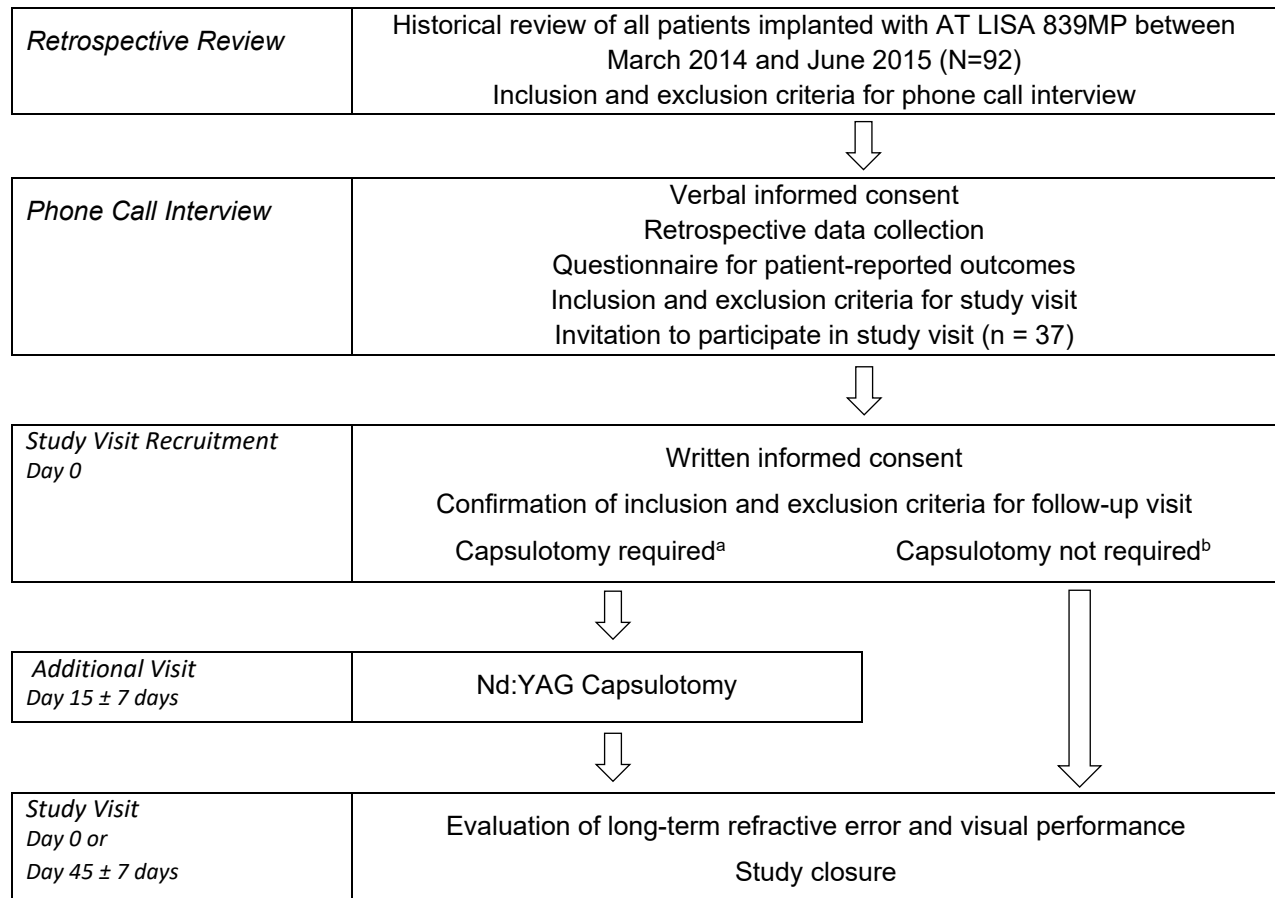 Retrospective Review
Historical review of all patients implanted with AT LISA 839MP between
March 2014 and June 2015 (N=92)
Inclusion and exclusion criteria for phone call interview
Phone Call Interview
Verbal informed consent
Retrospective data collection
Questionnaire for patient-reported outcomes
Inclusion and exclusion criteria for study visit
Invitation to participate in study visit (n = 37)
Study Visit Recruitment
Day 0
Written informed consent
Confirmation of inclusion and exclusion criteria for follow-up visit
Capsulotomy requiredᵃ
Capsulotomy not requiredᵇ
Additional Visit
Day 15 ± 7 days
Nd:YAG Capsulotomy
Study Visit
Day 0 or
Day 45 ± 7 days
Evaluation of long-term refractive error and visual performance
Study closure